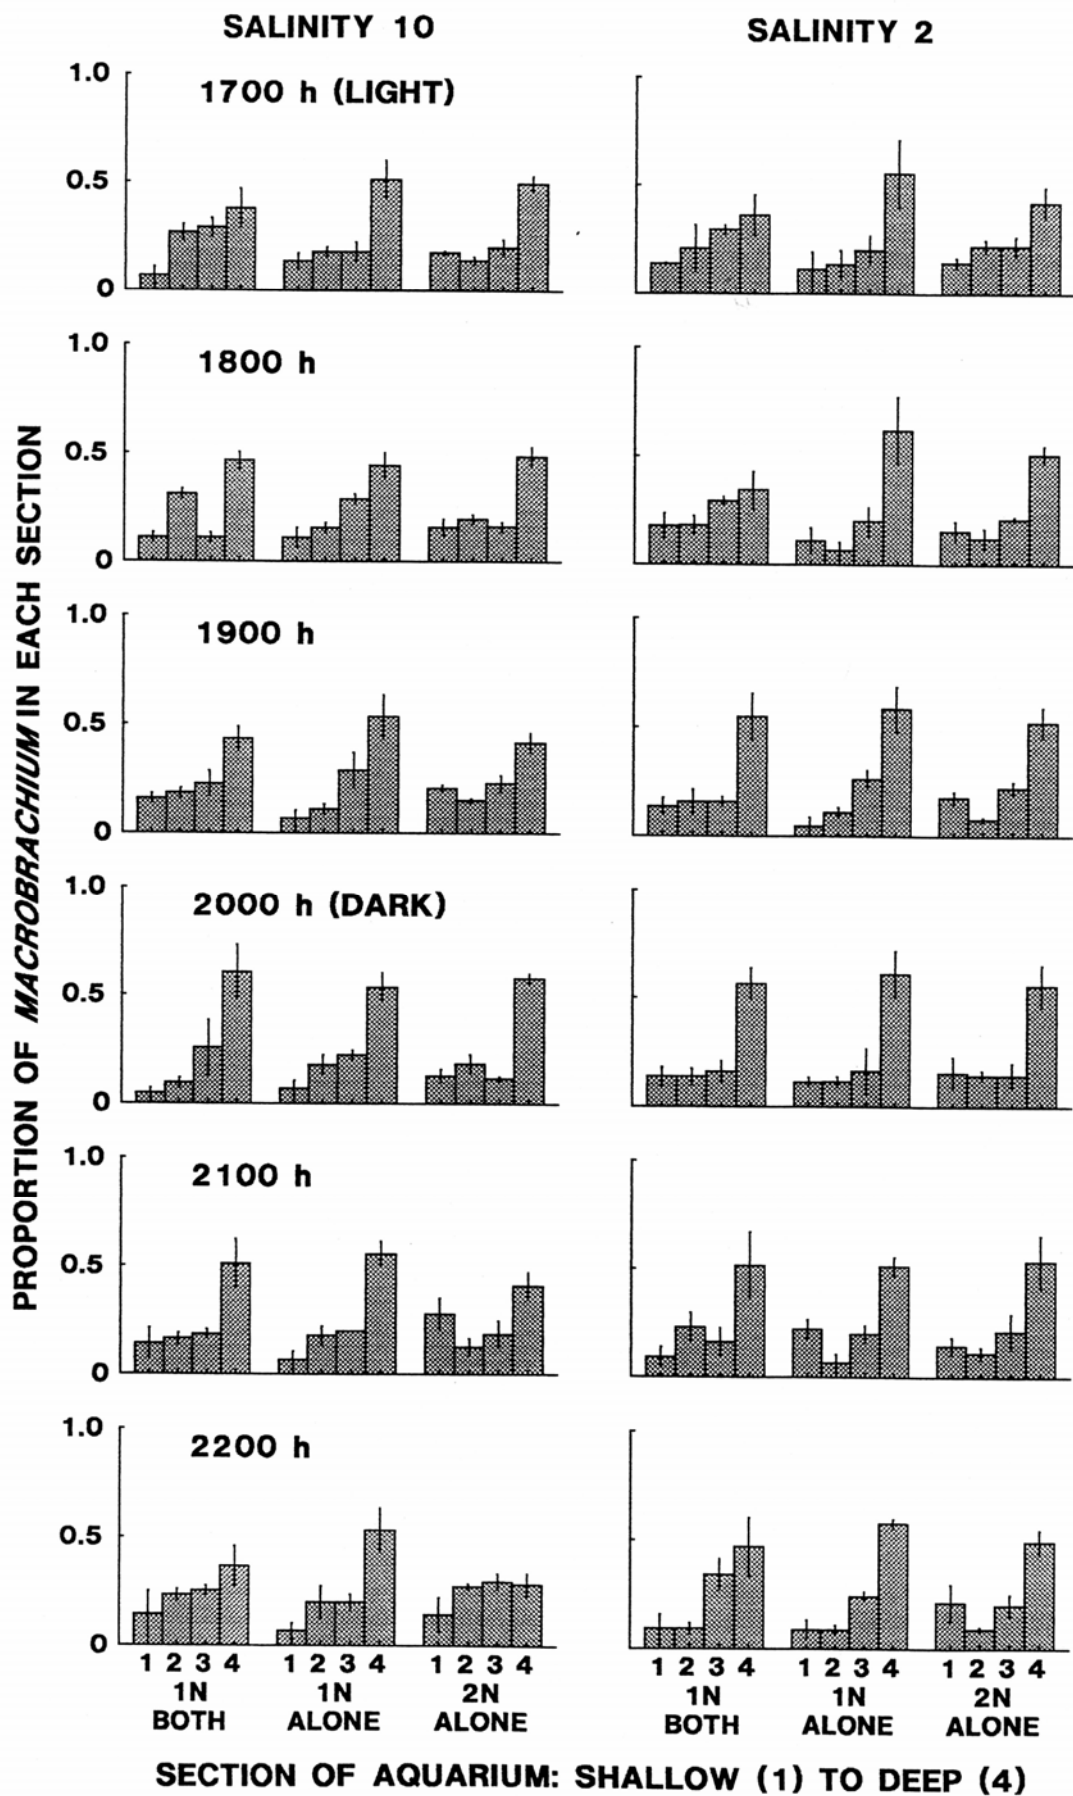 SALINITY 10
SALINITY 2
1.0
1700 h (LIGHT)
0.5
0
1.0
1800 h
0.5
0
1.0
1900 h
0.5
0
1.0
2000 h (DARK)
0.5
0
1.0
2100 h
0.5
0
1.0
2200 h
0.5
0
PROPORTION OF MACROBRACHIUM IN EACH SECTION
1 2 3 4 1 2 3 4 1 2 3 4 1 2 3 4 1 2 3 4 1 2 3 4
1N 1N 2N 1N 1N 2N
BOTH ALONE ALONE BOTH ALONE ALONE
SECTION OF AQUARIUM: SHALLOW (1) TO DEEP (4)